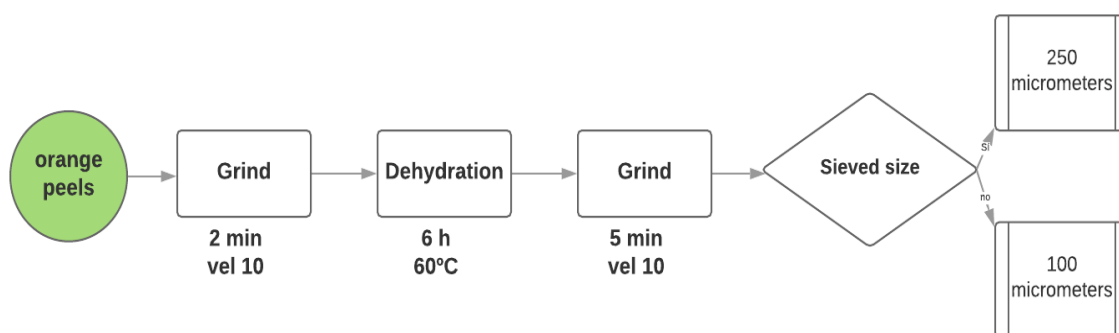 orange
peels
Grind
2 min
vel 10
Dehydration
6 h
60ºC
Grind
5 min
vel 10
Sieved size
Si
250
micrometers
no
100
micrometers